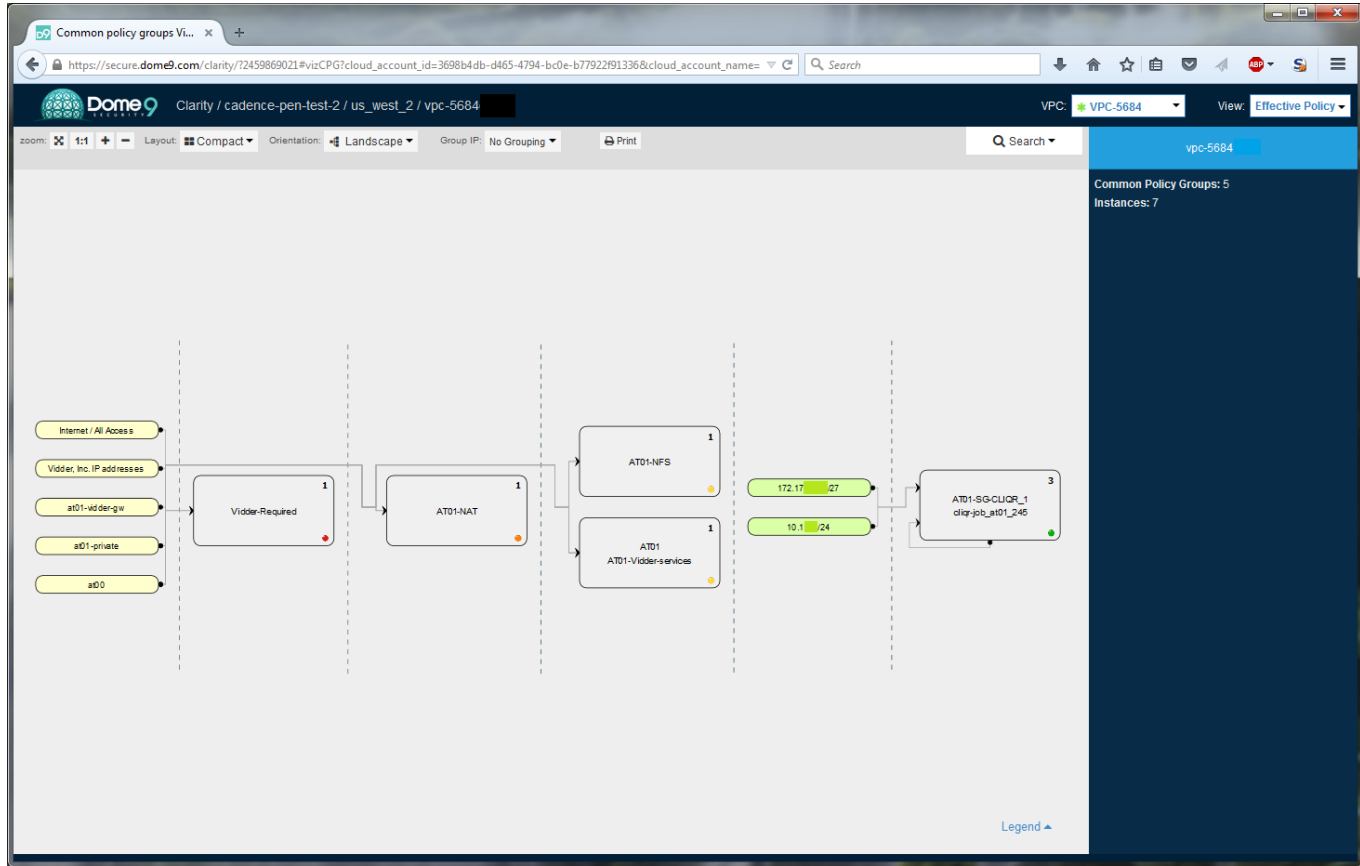 Common policy groups Vi...
https://secure.dome9.com/clarity/?2459869021#vizCPG?cloud_account_id=3698b4db-d465-4794-bc0e-b77922f91336&cloud_account_name=
Search
ABP
Dome9
SECURITY
Clarity / cadence-pen-test-2 / us_west_2 / vpc-5684
VPC: VPC-5684
View: Effective Policy
zoom: 1:1 + − Layout: Compact Orientation: Landscape Group IP: No Grouping Print
Search
vpc-5684
Common Policy Groups: 5
Instances: 7
Internet / All Access
Vidder, Inc. IP addresses
at01-vidder-gw
at01-private
at00
1
Vidder-Required
1
AT01-NAT
1
AT01-NFS
1
AT01
AT01-Vidder-services
172.17 /27
10.1 /24
3
AT01-SG-CLIQR_1
cliqr-job_at01_245
Legend